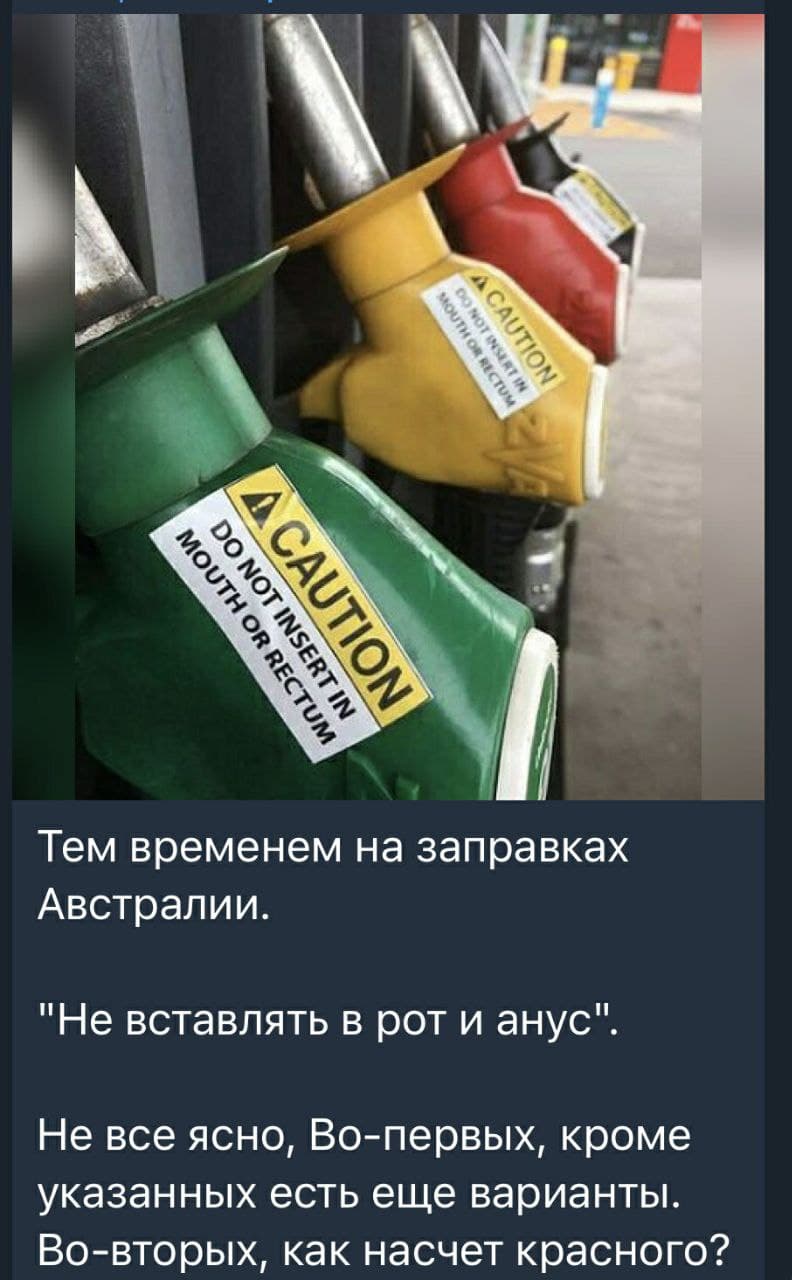 CAUTION
DO NOT INSERT IN
MOUTH OR RECTUM
CAUTION
DO NOT INSERT IN
MOUTH OR RECTUM
Тем временем на заправках
Австралии.
"Не вставлять в рот и анус".
Не все ясно, Во-первых, кроме
указанных есть еще варианты.
Во-вторых, как насчет красного?